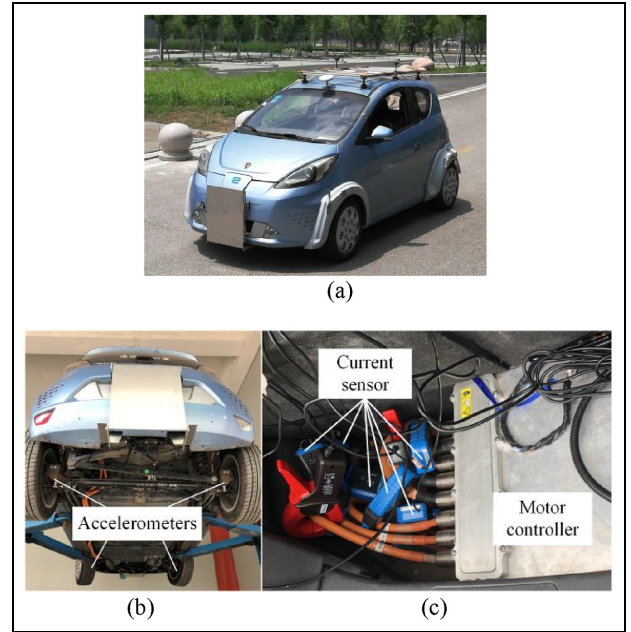 (a)
Current
sensor
Accelerometers
Motor
controller
(b)
(c)